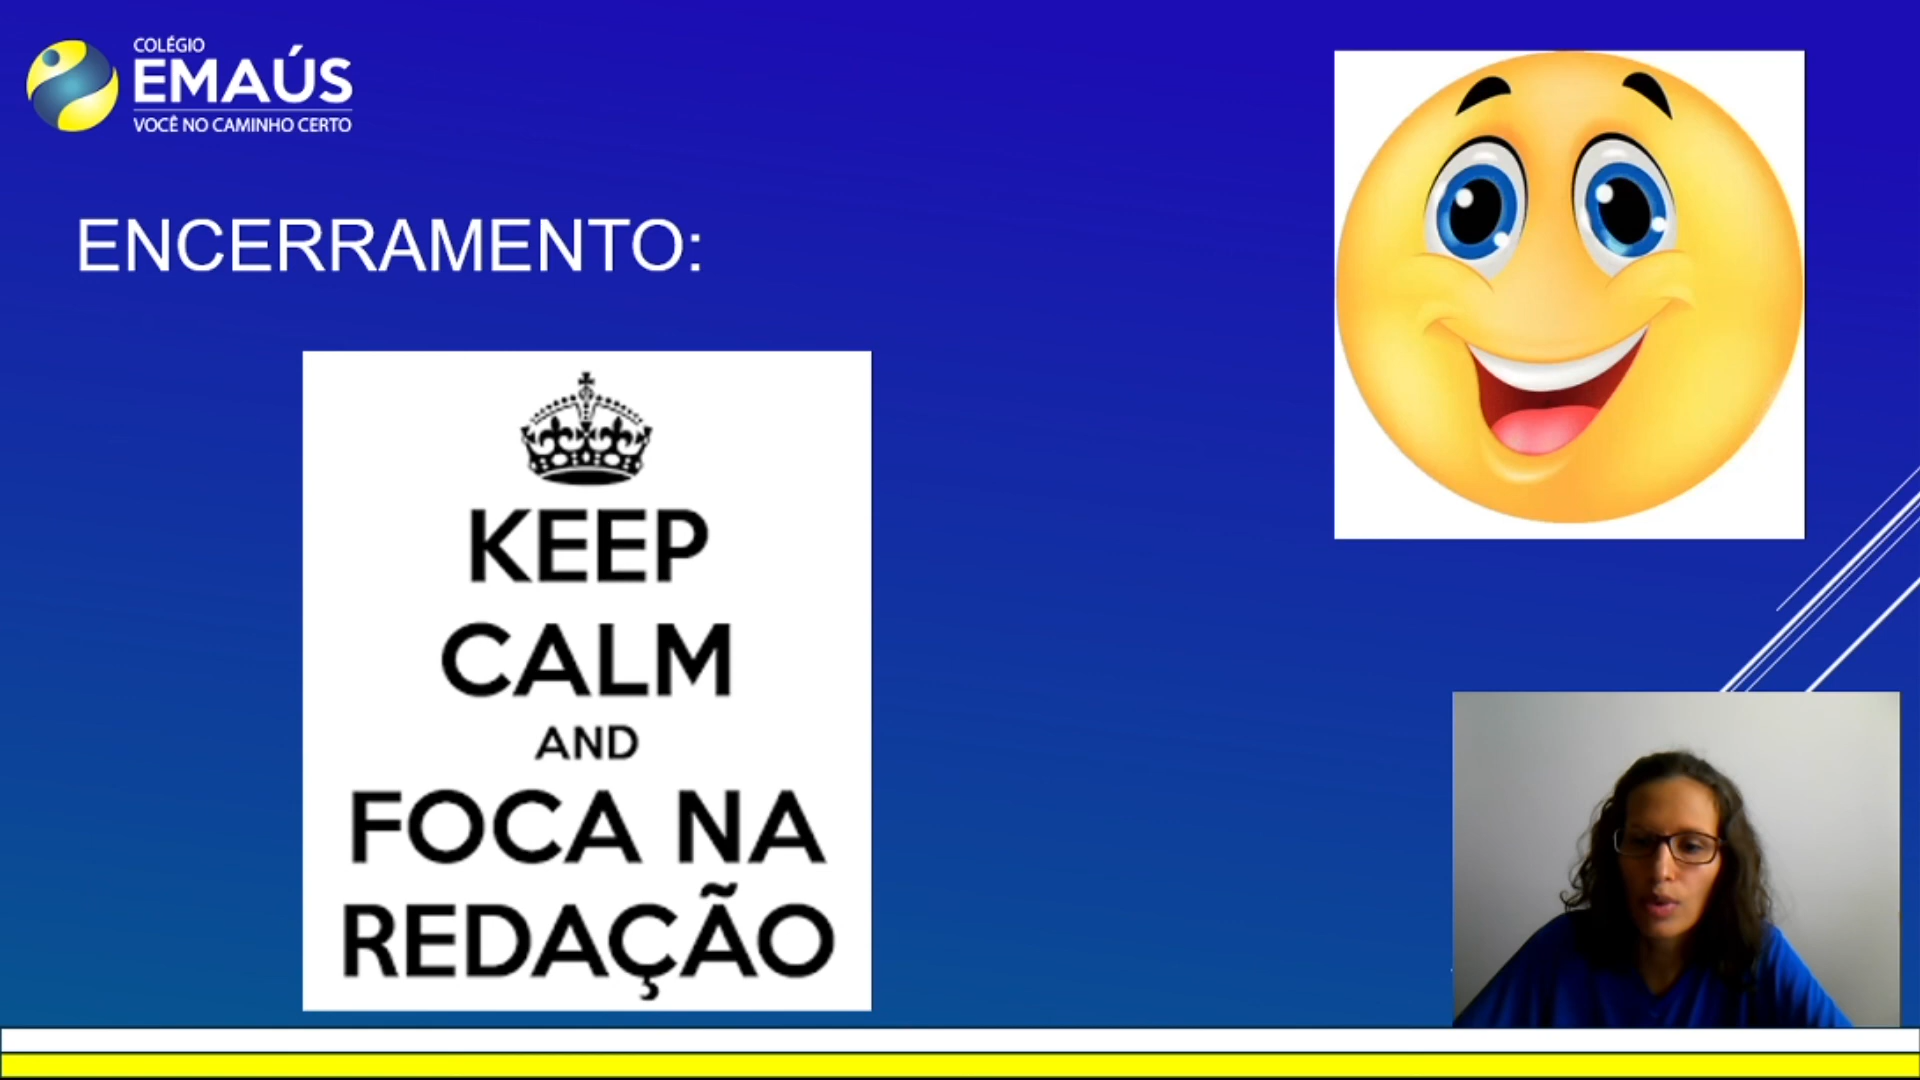 COLÉGIO
EMAÚS
VOCÊ NO CAMINHO CERTO
ENCERRAMENTO:
KEEP
CALM
AND
FOCA NA
REDAÇÃO